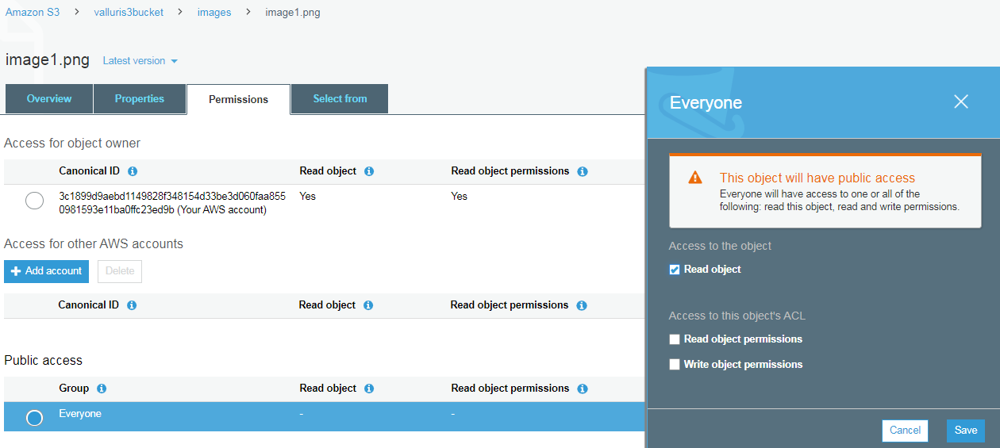 Amazon S3 > valluris3bucket > images > image1.png
image1.png Latest version
Overview Properties Permissions Select from
Access for object owner
Canonical ID Read object Read object permissions
3c1899d9aebd1149828f348154d33be3d060faa855
0981593e11ba0ffc23ed9b (Your AWS account) Yes Yes
Access for other AWS accounts
Add account Delete
Canonical ID Read object Read object permissions
Public access
Group Read object Read object permissions
Everyone - -
Everyone
This object will have public access
Everyone will have access to one or all of the
following: read this object, read and write permissions.
Access to the object
Read object
Access to this object's ACL
Read object permissions
Write object permissions
Cancel Save